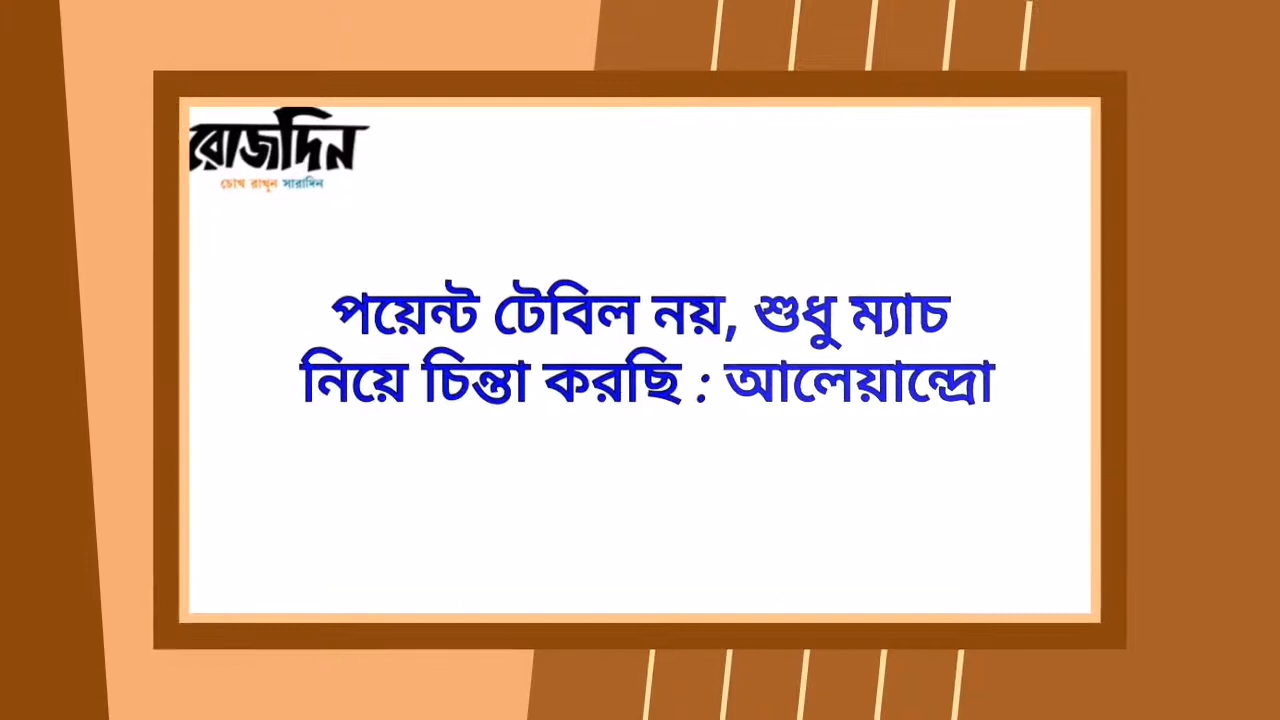 রোজদিন
চোখ রাখুন সারাদিন
পয়েন্ট টেবিল নয়, শুধু ম্যাচ
নিয়ে চিন্তা করছি : আলেয়ান্দ্রো